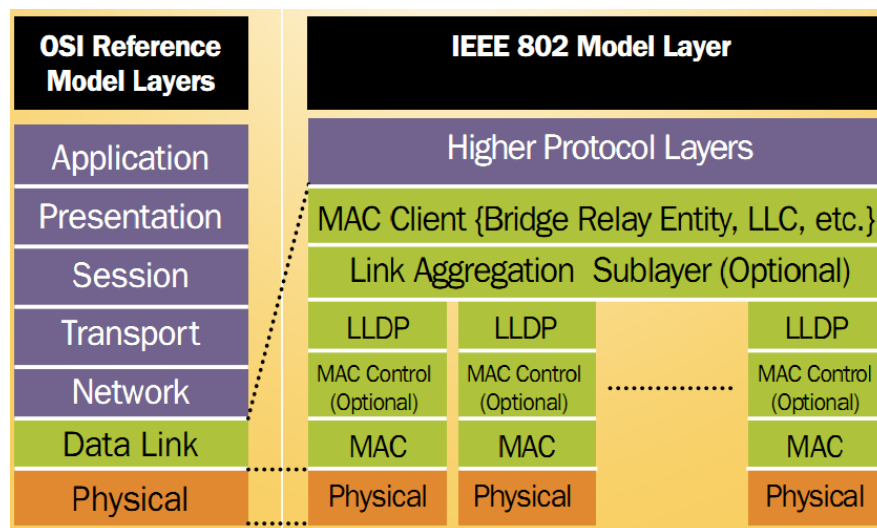 OSI Reference
Model Layers
IEEE 802 Model Layer
Application
Presentation
Session
Transport
Network
Data Link
Physical
Higher Protocol Layers
MAC Client {Bridge Relay Entity, LLC, etc.}
Link Aggregation Sublayer (Optional)
LLDP LLDP LLDP
MAC Control MAC Control MAC Control
(Optional) (Optional) (Optional)
MAC MAC MAC
Physical Physical Physical